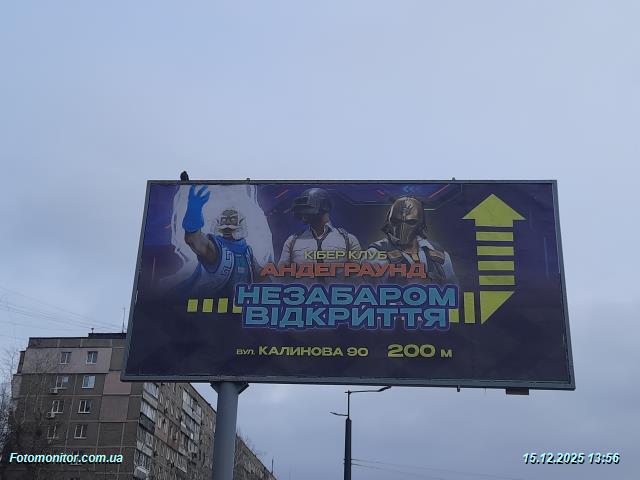 КІБЕР КЛУБ
АНДЕГРАУНД
НЕЗАБАРОМ
ВІДКРИТТЯ
ВУЛ. КАЛИНОВА 90 200 М
Fotomonitor.com.ua
15.12.2025 13:56